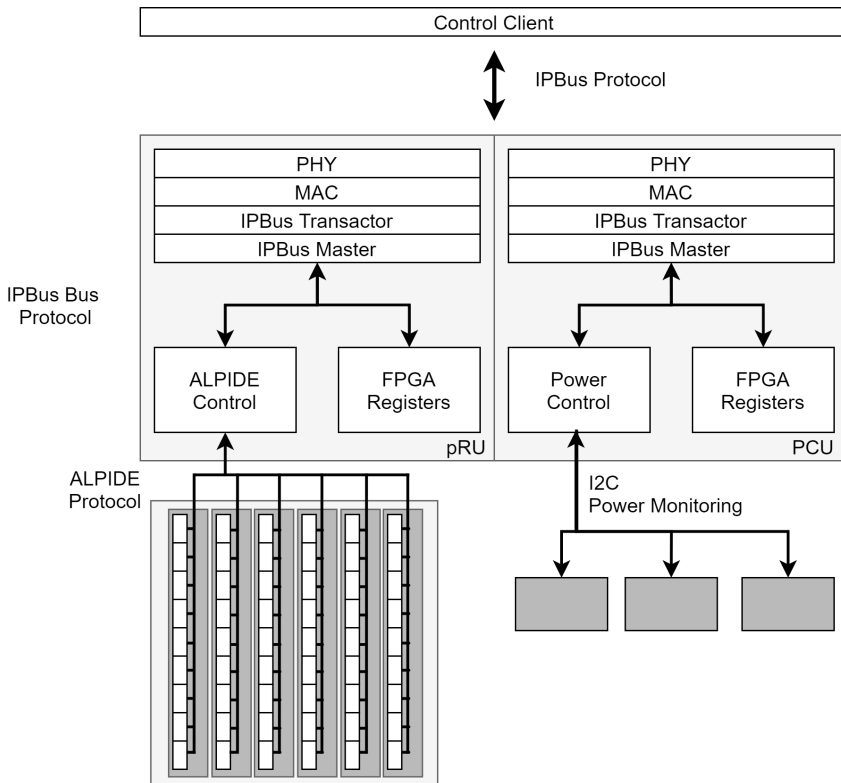 Control Client
IPBus Protocol
PHY
MAC
IPBus Transactor
IPBus Master
PHY
MAC
IPBus Transactor
IPBus Master
IPBus Bus
Protocol
ALPIDE
Control
FPGA
Registers
pRU
Power
Control
FPGA
Registers
PCU
ALPIDE
Protocol
I2C
Power Monitoring